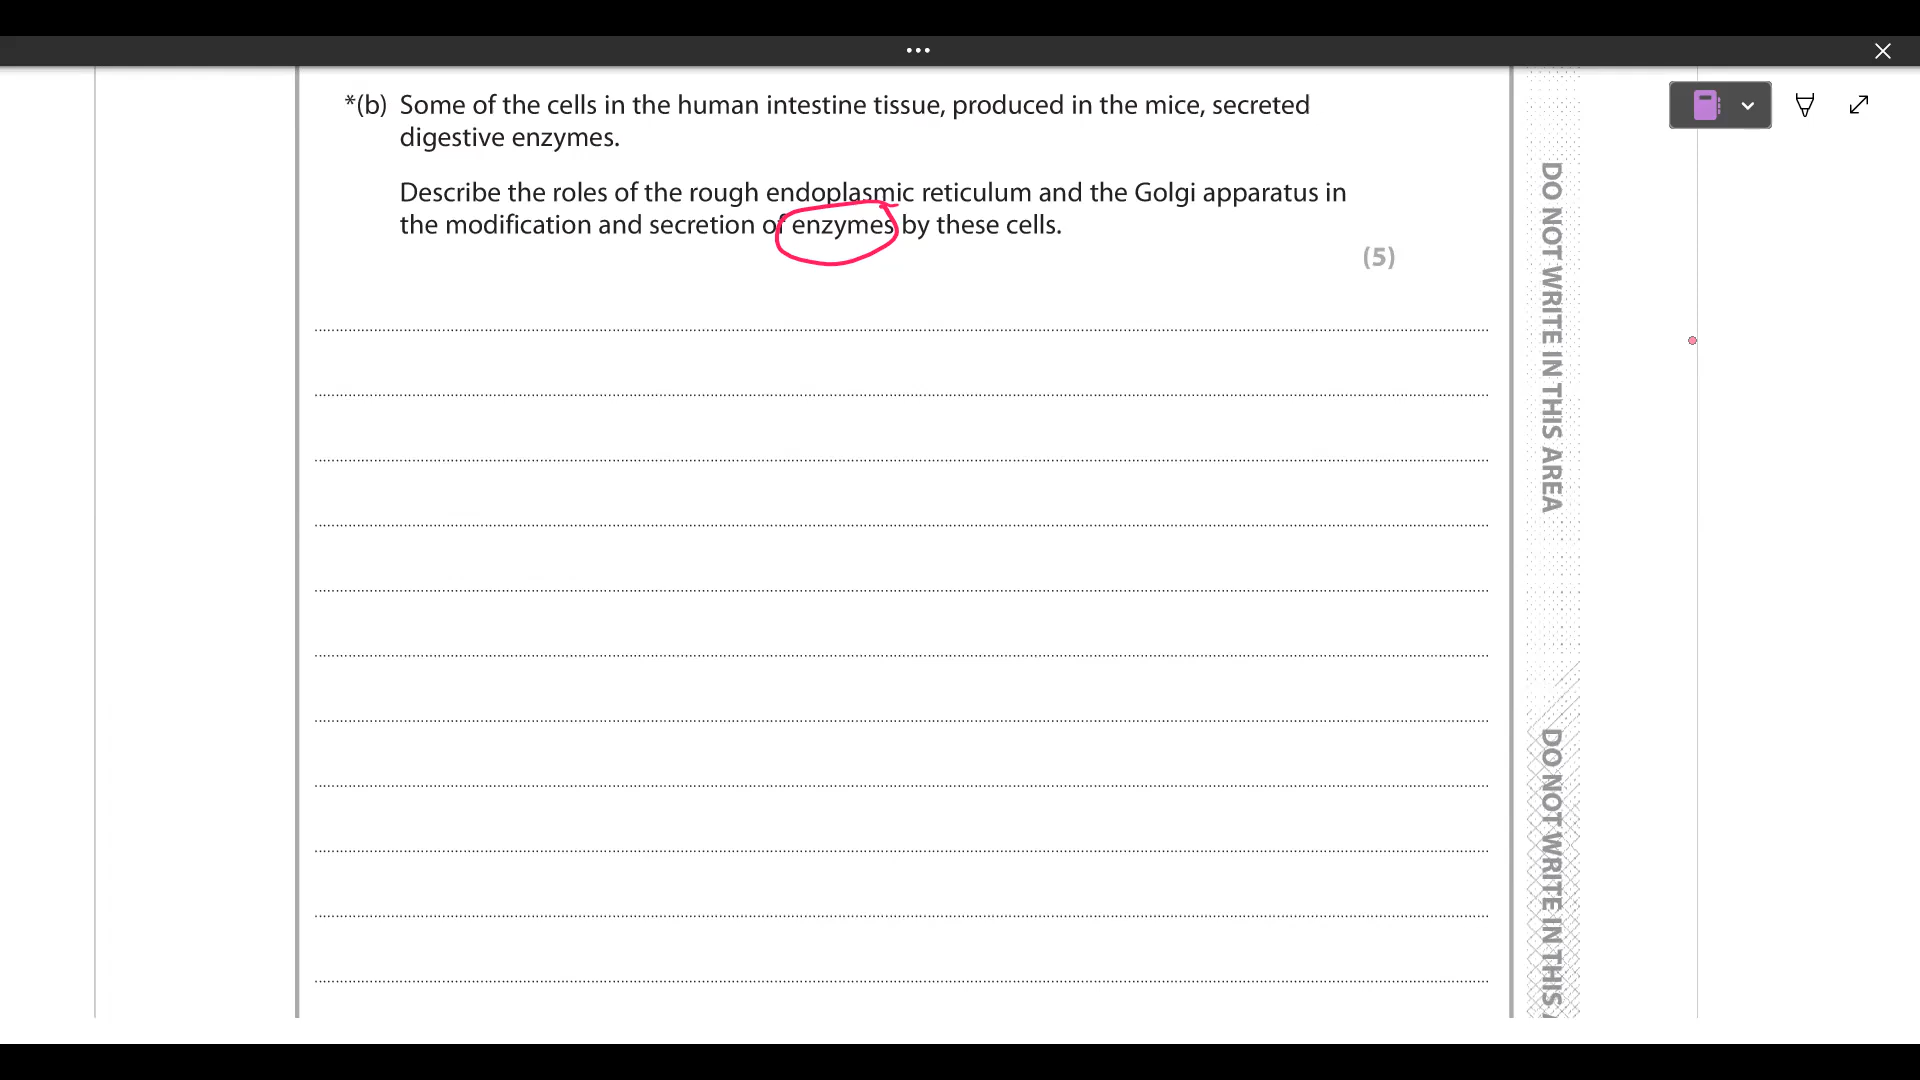 *(b) Some of the cells in the human intestine tissue, produced in the mice, secreted
digestive enzymes.
Describe the roles of the rough endoplasmic reticulum and the Golgi apparatus in
the modification and secretion of enzymes by these cells.
(5)
DO NOT WRITE IN THIS AREA
DO NOT WRITE IN THIS